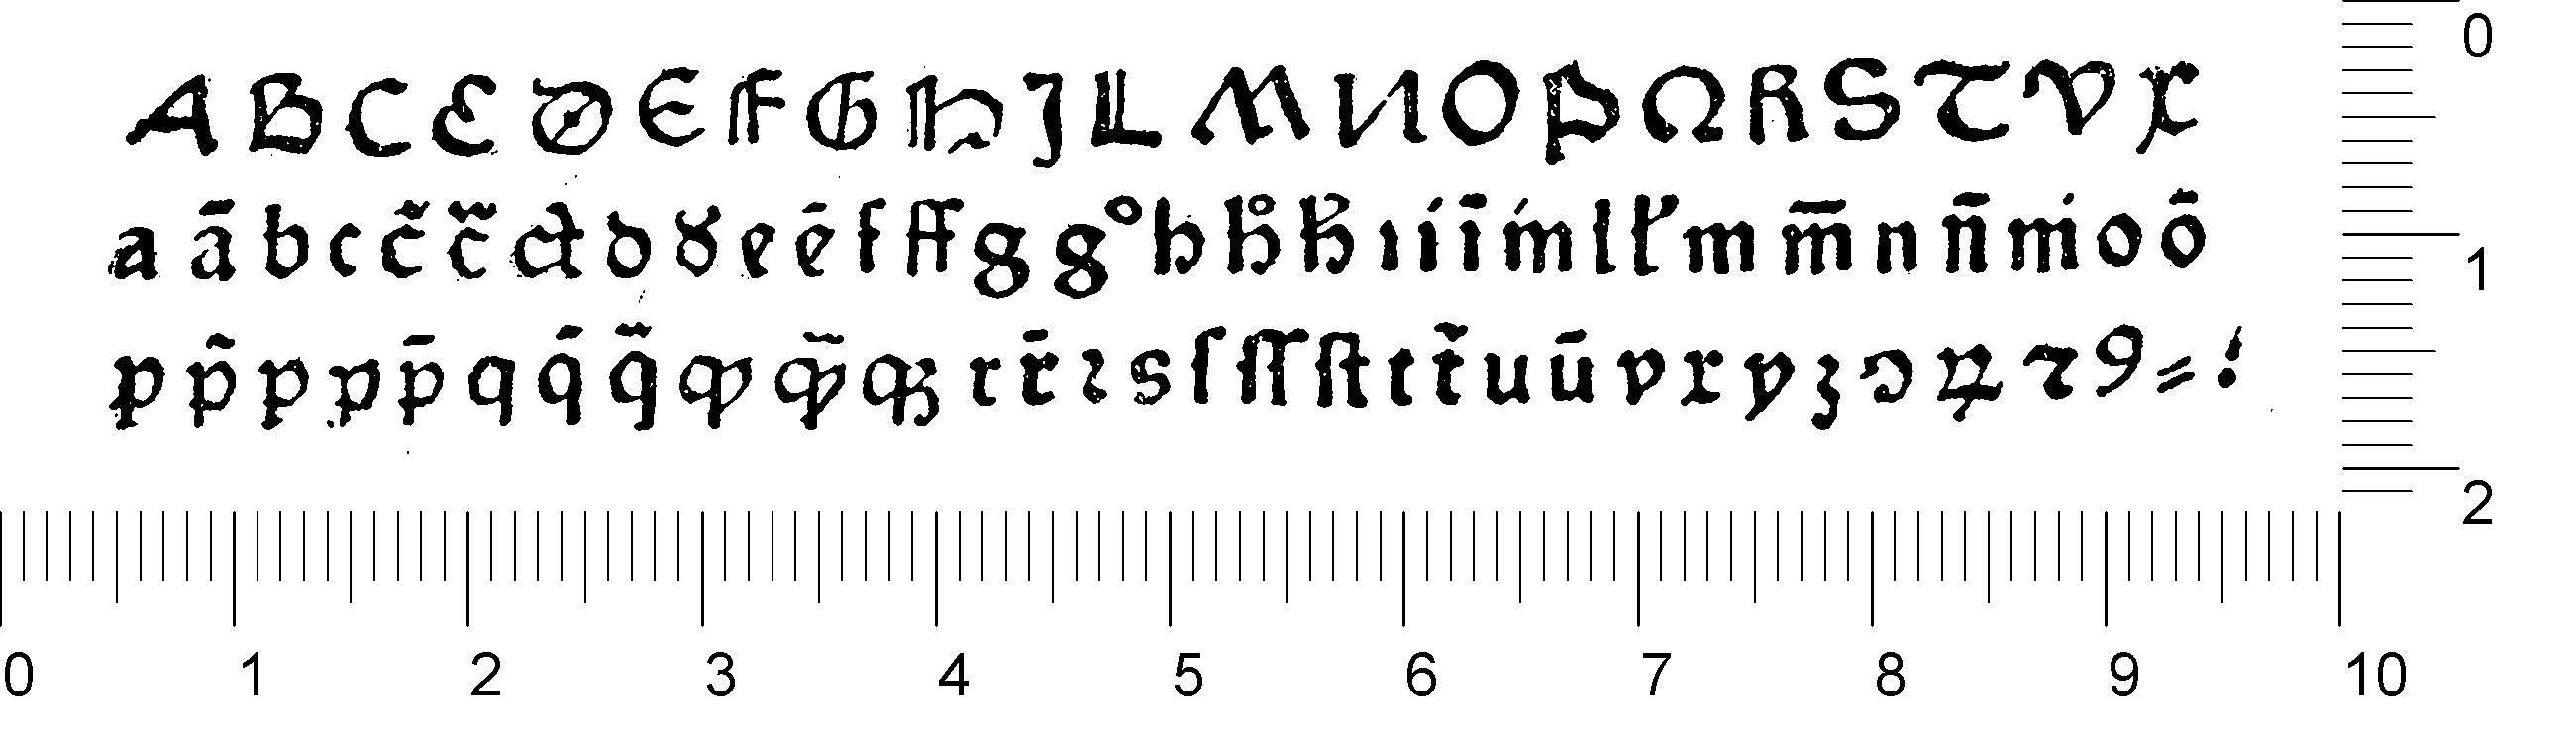 A B C C D E F G H J L M N O P Q R S T V X
a ā b c c̃ c̃ ct d d̃ e ē f ff g g° h h̊ h̄ ı í ī ḿ l ł m m̄ n n̄ ḿ o ō
p p̃ p p p̄ q q̄ q̃ ꝙ ꝙ̃ qꝫ r r̄ ꝛ s ſ ſſ ſt t t̃ u ū v x y ꝫ ꝯ ꝝ ⁊ 9 = !
0 1 2 3 4 5 6 7 8 9 10
0
1
2